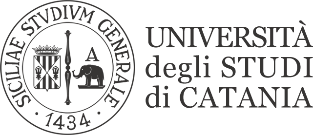 SICILIAE STVDIVM GENERALE
· 1434 ·
A
UNIVERSITÀ
degli STUDI
di CATANIA